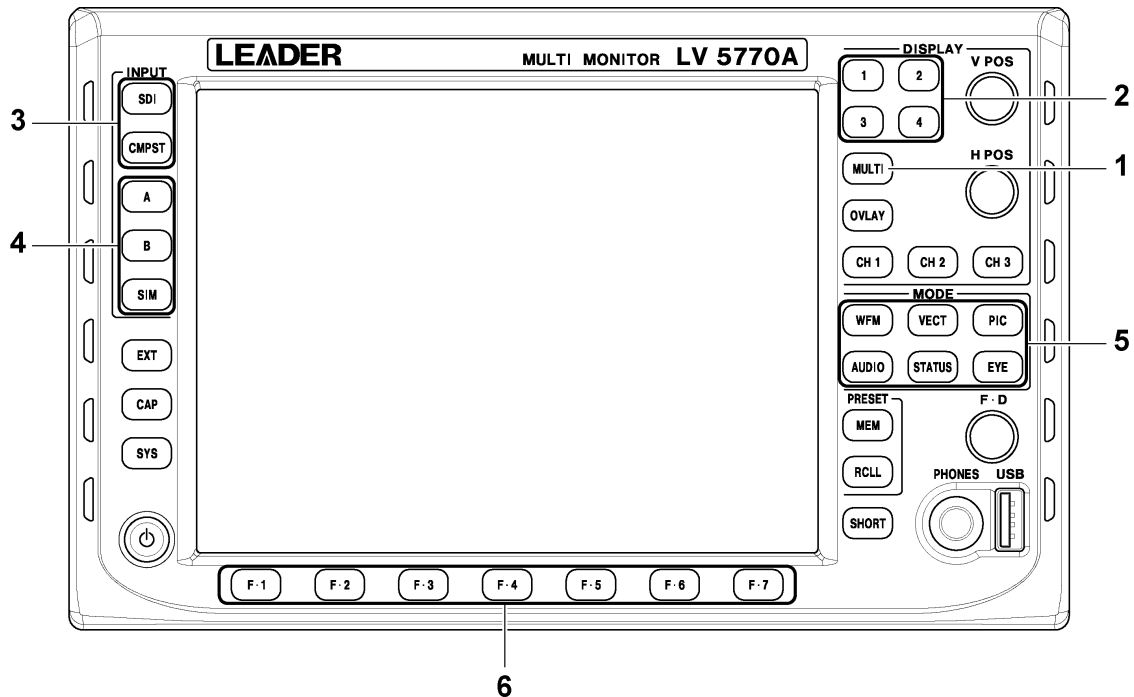 LEADER
MULTI MONITOR LV 5770A
INPUT
SDI
CMPST
A
B
SIM
3
4
EXT
CAP
SYS
DISPLAY
1 2
3 4
V POS
2
MULTI
H POS
1
OVLAY
CH 1 CH 2 CH 3
MODE
WFM VECT PIC
AUDIO STATUS EYE
5
PRESET
MEM
RCLL
F·D
SHORT
PHONES USB
F·1 F·2 F·3 F·4 F·5 F·6 F·7
6